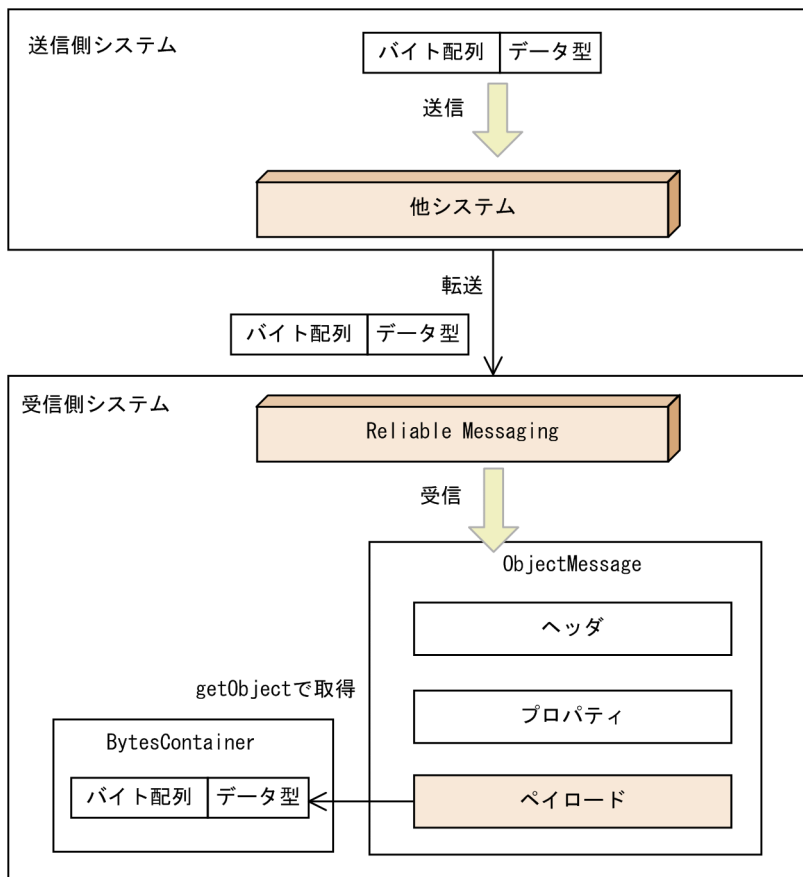 送信側システム
バイト配列 データ型
送信
他システム
転送
バイト配列 データ型
受信側システム
Reliable Messaging
受信
ObjectMessage
ヘッダ
getObjectで取得
プロパティ
BytesContainer
バイト配列 データ型
ペイロード